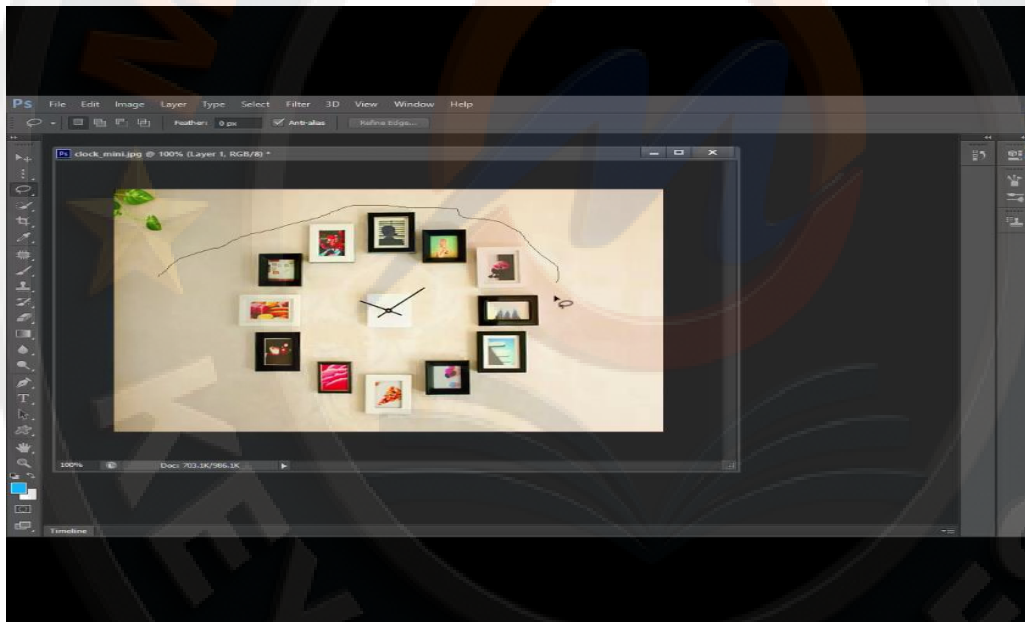 Ps File Edit Image Layer Type Select Filter 3D View Window Help
Feather: 0 px Anti-alias Refine Edge...
Ps clock_mini.jpg @ 100% (Layer 1, RGB/8) *
100% Doc: 703.1K/986.1K
Timeline